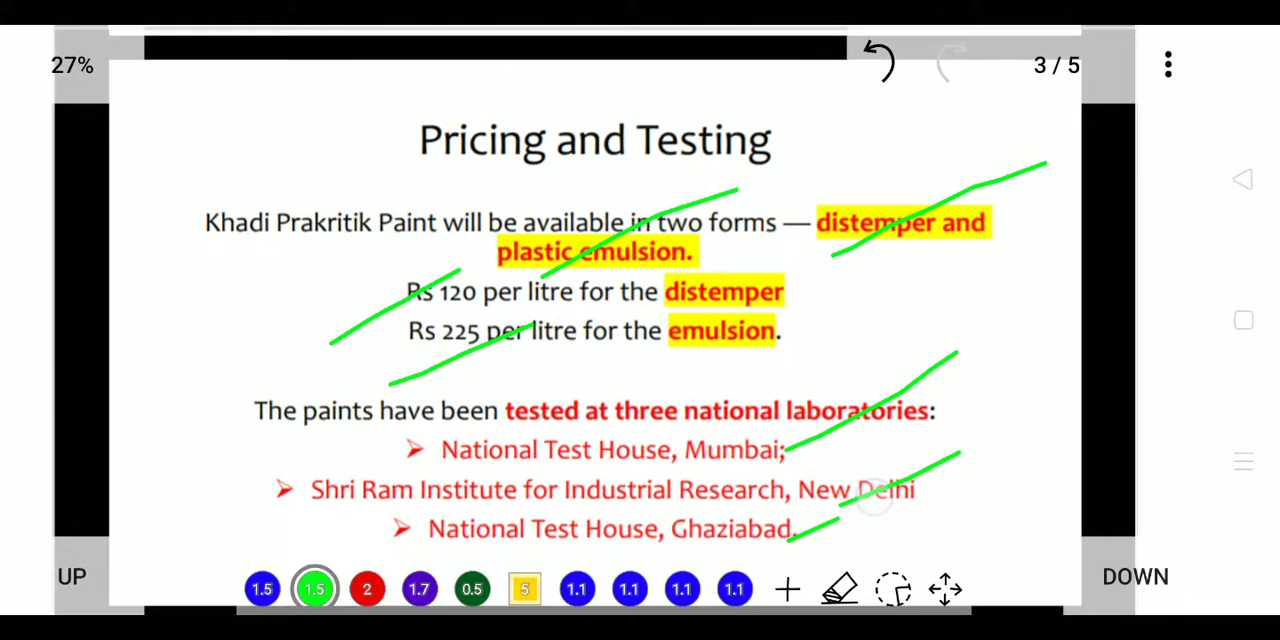 27%
3 / 5
Pricing and Testing
Khadi Prakritik Paint will be available in two forms — distemper and
plastic emulsion.
Rs 120 per litre for the distemper
Rs 225 per litre for the emulsion.
The paints have been tested at three national laboratories:
➢ National Test House, Mumbai;
➢ Shri Ram Institute for Industrial Research, New Delhi
➢ National Test House, Ghaziabad.
UP
1.5 1.5 2 1.7 0.5 5 1.1 1.1 1.1 1.1
DOWN